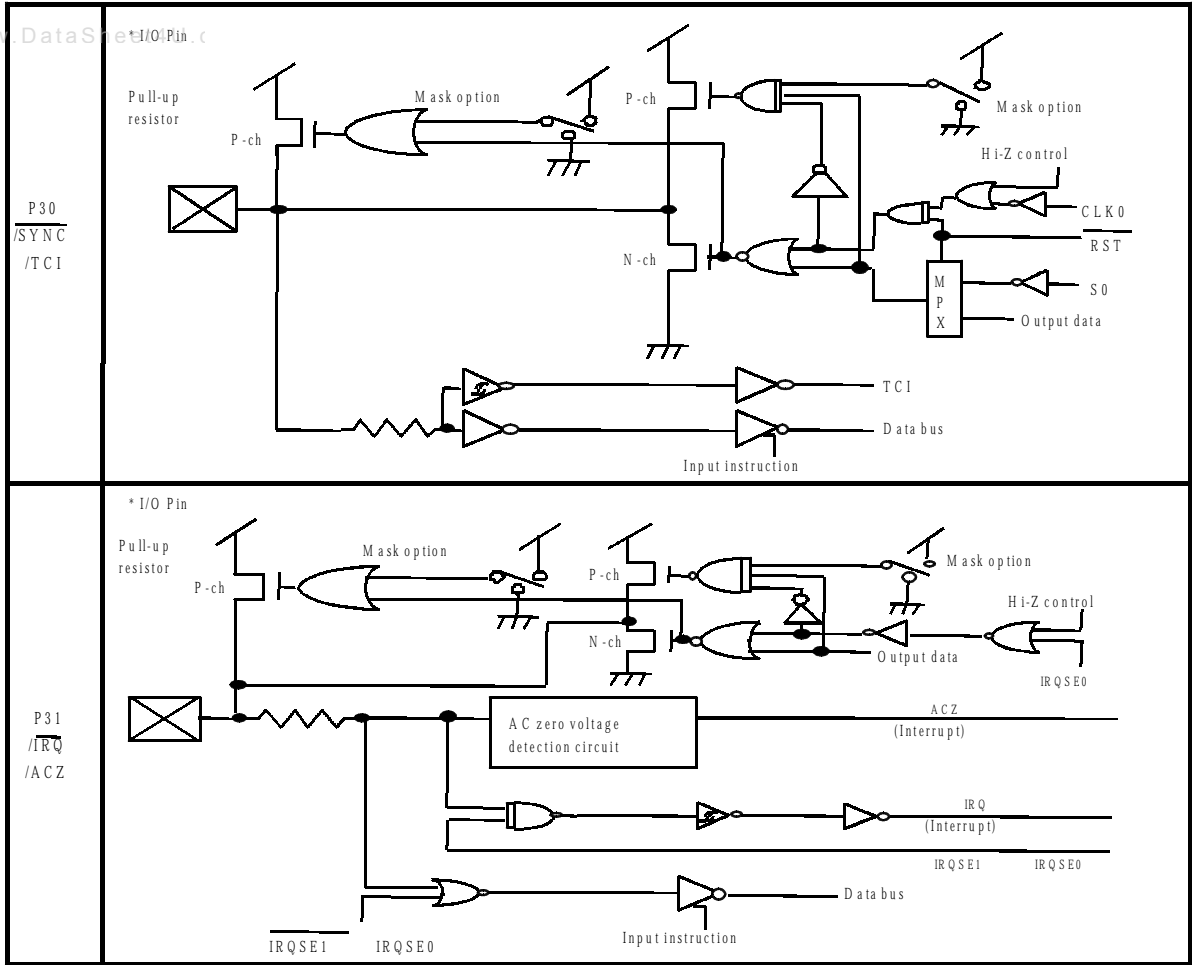 w.DataSheet4U.c
* I/O Pin
Pull-up
resistor
P-ch
Mask option
P-ch
Mask option
Hi-Z control
CLK0
RST
P30
/SYNC
/TCI
N-ch
M
P
X
S0
Output data
TCI
Data bus
Input instruction
* I/O Pin
Pull-up
resistor
P-ch
Mask option
P-ch
Mask option
Hi-Z control
N-ch
Output data
IRQSE0
P31
/IRQ
/ACZ
AC zero voltage
detection circuit
ACZ
(Interrupt)
IRQ
(Interrupt)
IRQSE1 IRQSE0
Data bus
Input instruction
IRQSE1 IRQSE0